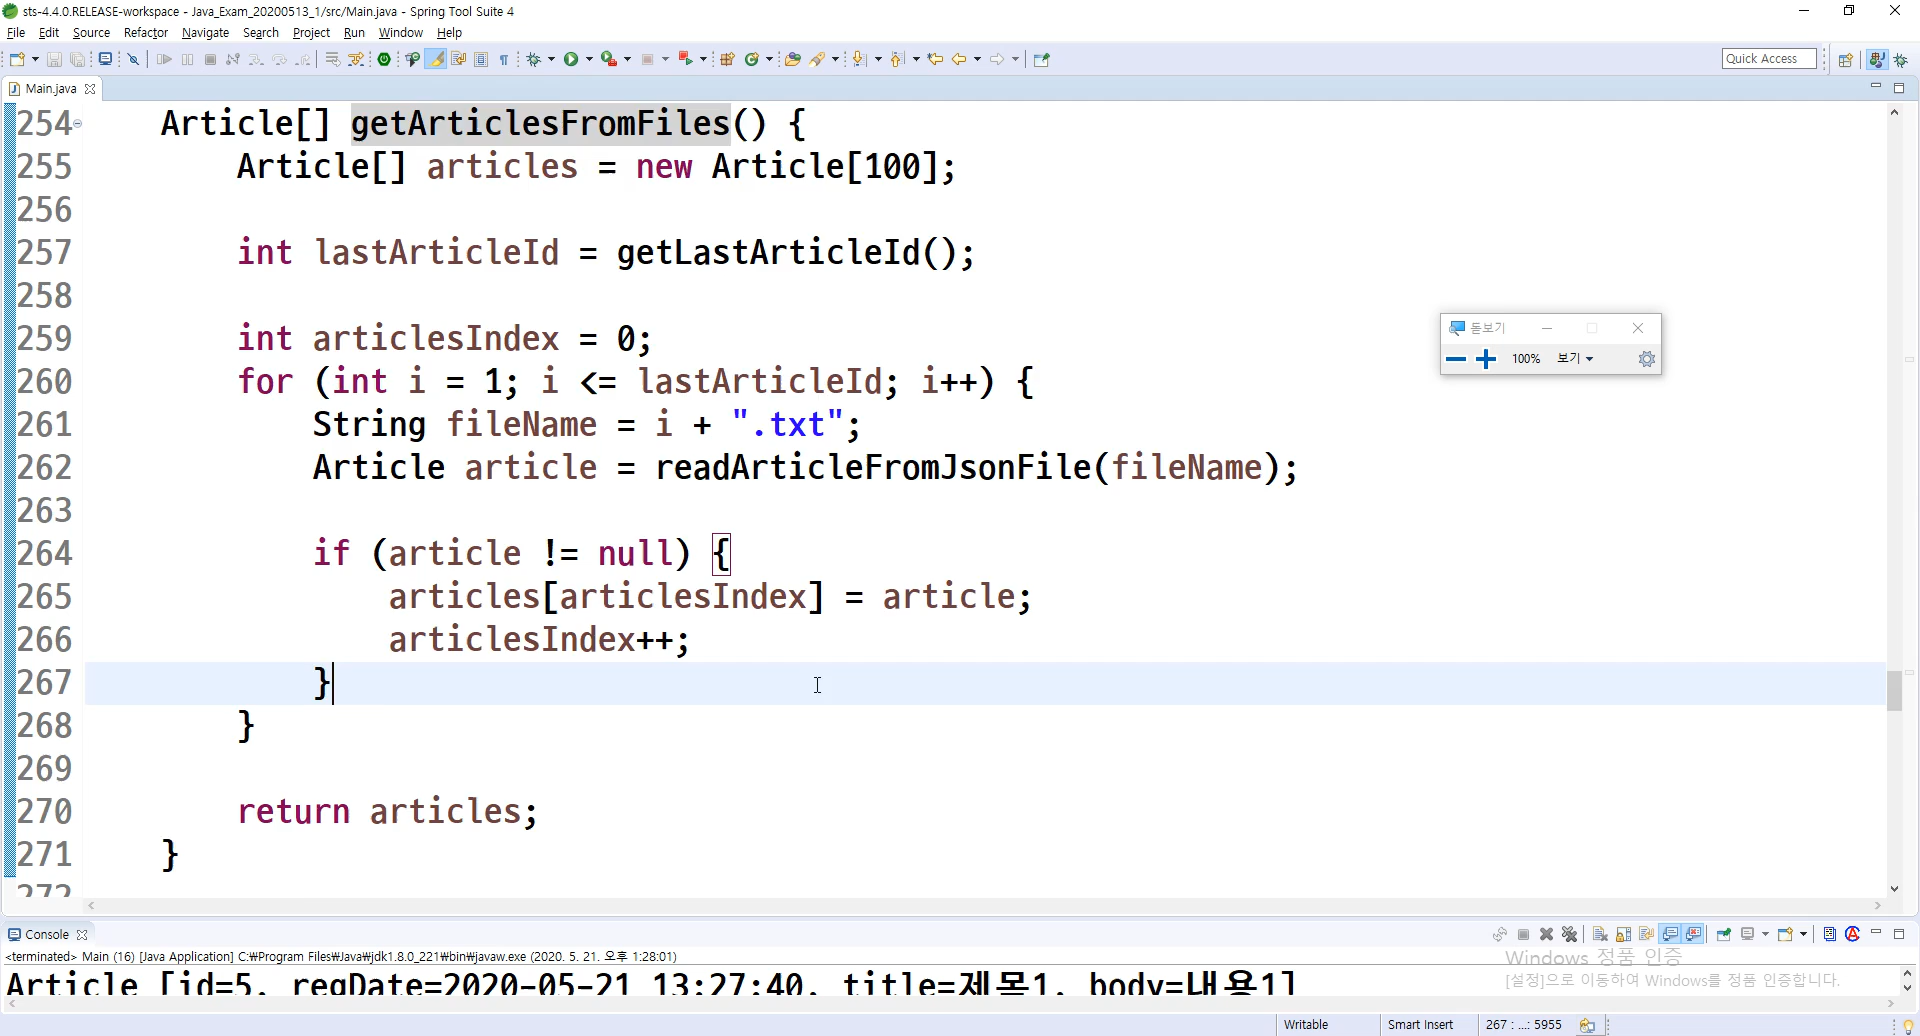 sts-4.4.0.RELEASE-workspace - Java_Exam_20200513_1/src/Main.java - Spring Tool Suite 4
File Edit Source Refactor Navigate Search Project Run Window Help
Quick Access
Main.java
254 Article[] getArticlesFromFiles() {
255 Article[] articles = new Article[100];
256
257 int lastArticleId = getLastArticleId();
258
259 int articlesIndex = 0;
260 for (int i = 1; i <= lastArticleId; i++) {
261 String fileName = i + ".txt";
262 Article article = readArticleFromJsonFile(fileName);
263
264 if (article != null) {
265 articles[articlesIndex] = article;
266 articlesIndex++;
267 }
268 }
269
270 return articles;
271 }
272
돋보기
100% 보기
Console
<terminated> Main (16) [Java Application] C:₩Program Files₩Java₩jdk1.8.0_221₩bin₩javaw.exe (2020. 5. 21. 오후 1:28:01)
Article [id=5, regDate=2020-05-21 13:27:40, title=제목1, body=내용1]
Windows 정품 인증
[설정]으로 이동하여 Windows를 정품 인증합니다.
Writable Smart Insert 267 : ...: 5955